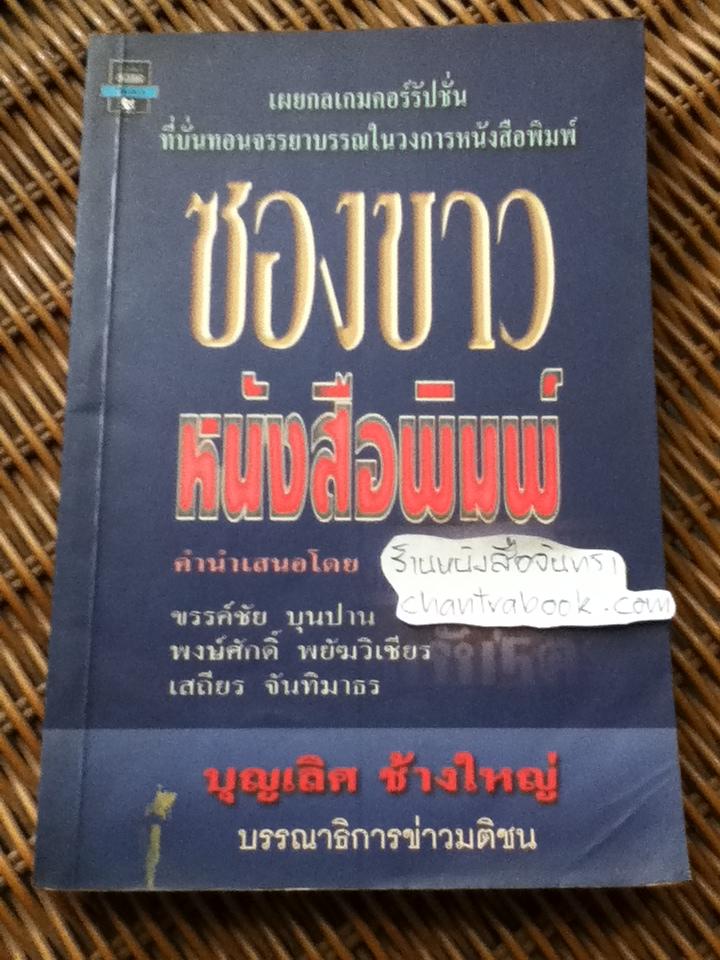 เผยกลเกมคอร์รัปชั่น
ที่บั่นทอนจรรยาบรรณในวงการหนังสือพิมพ์
ซองขาว
หนังสือพิมพ์
คำนำเสนอโดย
ร้านหนังสือจันทรา
chantrabook.com
ขรรค์ชัย บุนปาน
พงษ์ศักดิ์ พยัฆวิเชียร
เสถียร จันทิมาธร
บุญเลิศ ช้างใหญ่
บรรณาธิการข่าวมติชน